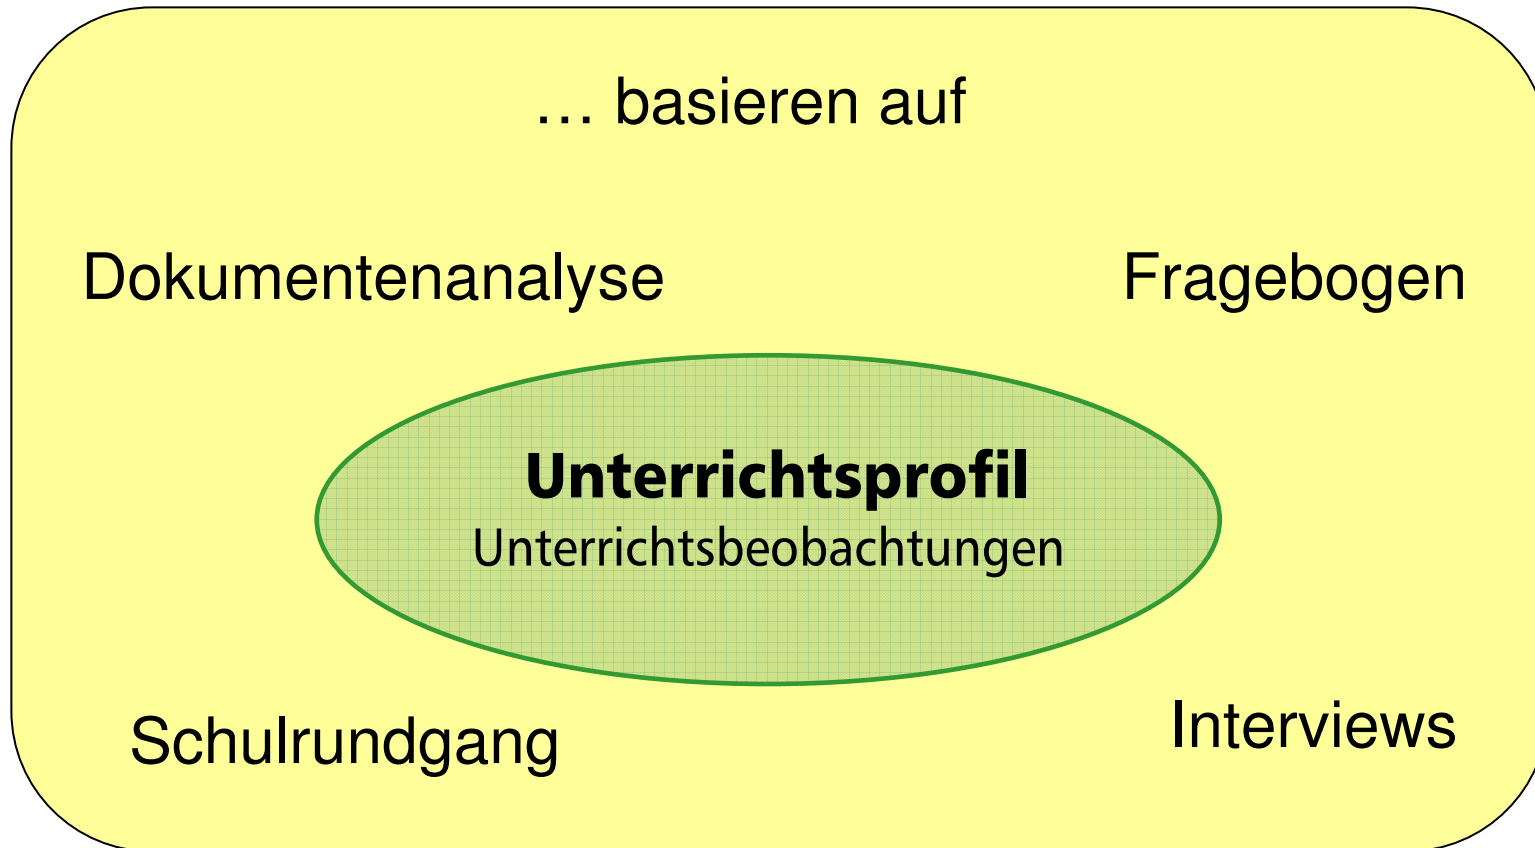 … basieren auf
Dokumentenanalyse
Fragebogen
Unterrichtsprofil
Unterrichtsbeobachtungen
Schulrundgang
Interviews